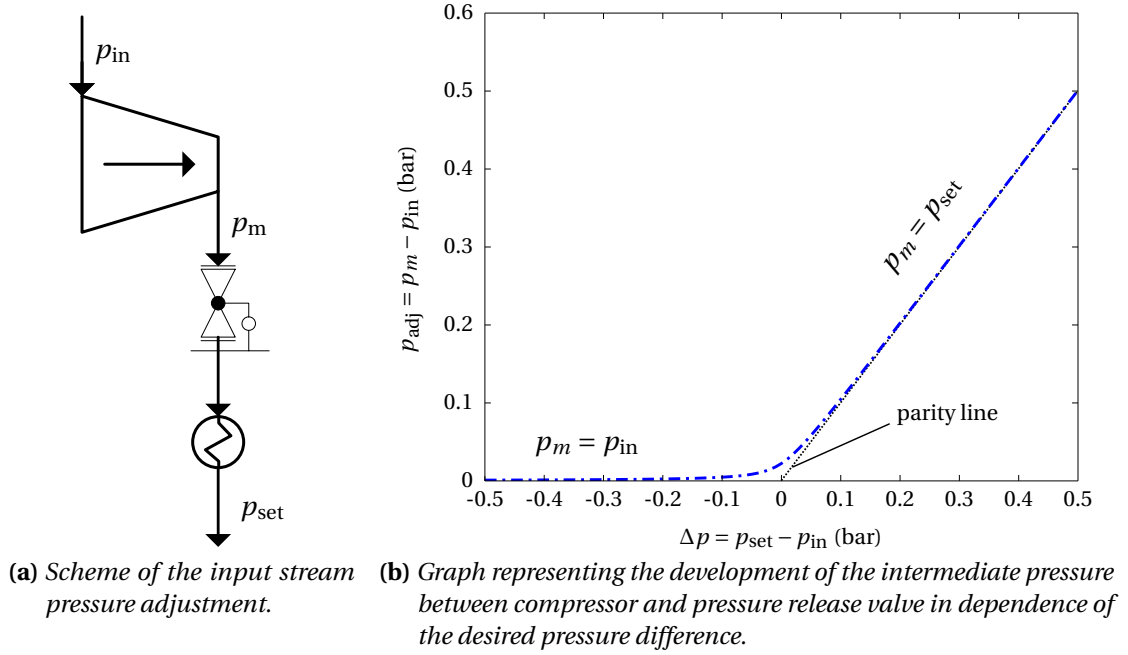 p_in
p_m
p_set
(a) Scheme of the input stream
pressure adjustment.
p_adj = p_m − p_in (bar)
0.6
0.5
0.4
0.3
0.2
0.1
0
p_m = p_set
parity line
p_m = p_in
-0.5 -0.4 -0.3 -0.2 -0.1 0 0.1 0.2 0.3 0.4 0.5
Δp = p_set − p_in (bar)
(b) Graph representing the development of the intermediate pressure
between compressor and pressure release valve in dependence of
the desired pressure difference.